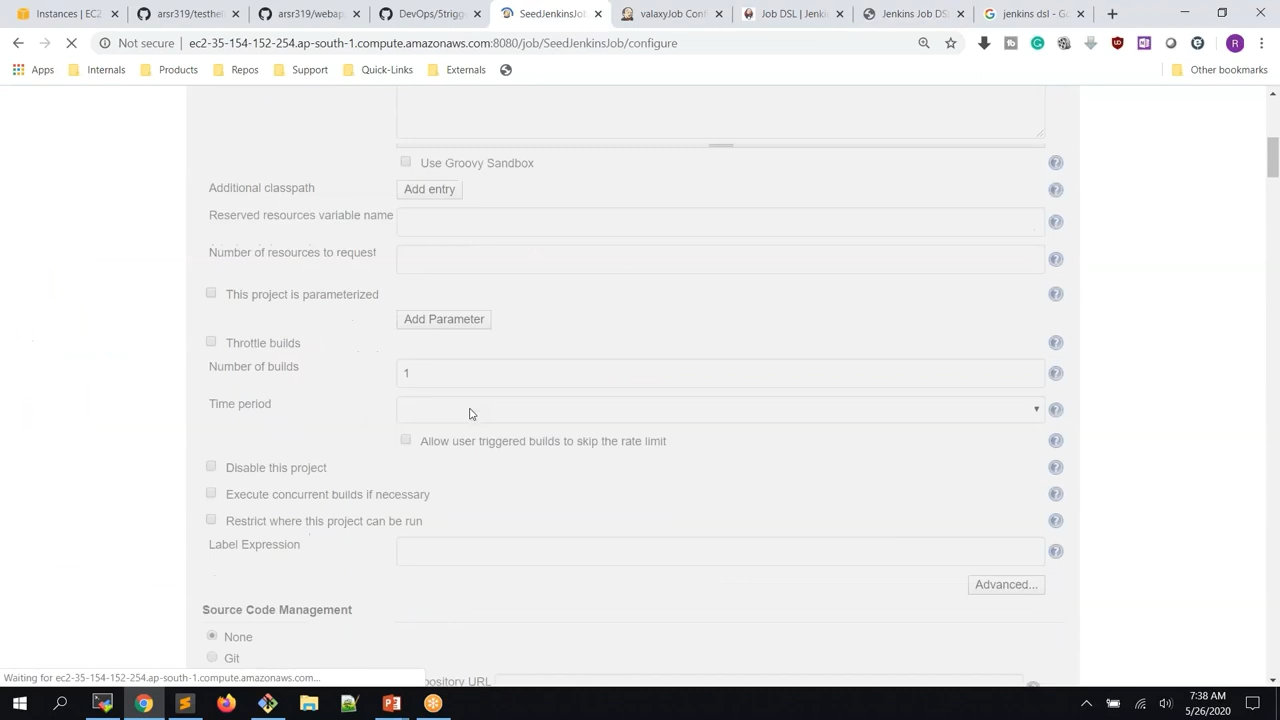 Instances | EC2
arsr319/testhell
arsr319/webapp
DevOps/5trigge
SeedJenkinsJob
valaxyJob Conf
Job DSL | Jenki
Jenkins Job DS
jenkins dsl - G
Not secure
ec2-35-154-152-254.ap-south-1.compute.amazonaws.com:8080/job/SeedJenkinsJob/configure
Apps
Internals
Products
Repos
Support
Quick-Links
Externals
Other bookmarks
Use Groovy Sandbox
Additional classpath
Add entry
Reserved resources variable name
Number of resources to request
This project is parameterized
Add Parameter
Throttle builds
Number of builds
1
Time period
Allow user triggered builds to skip the rate limit
Disable this project
Execute concurrent builds if necessary
Restrict where this project can be run
Label Expression
Advanced...
Source Code Management
None
Git
pository URL
Waiting for ec2-35-154-152-254.ap-south-1.compute.amazonaws.com...
7:38 AM
5/26/2020